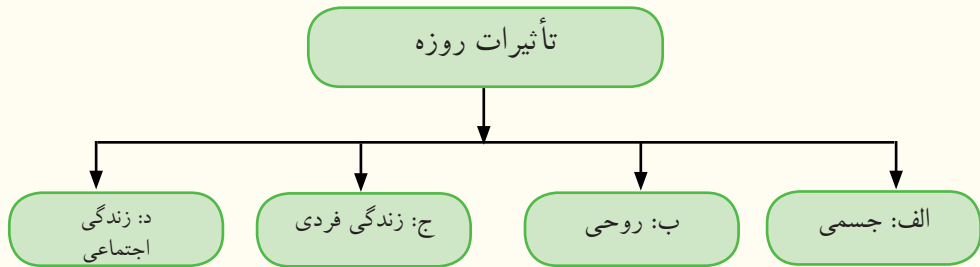 تأثیرات روزه
الف: جسمی
ب: روحی
ج: زندگی فردی
د: زندگی
اجتماعی